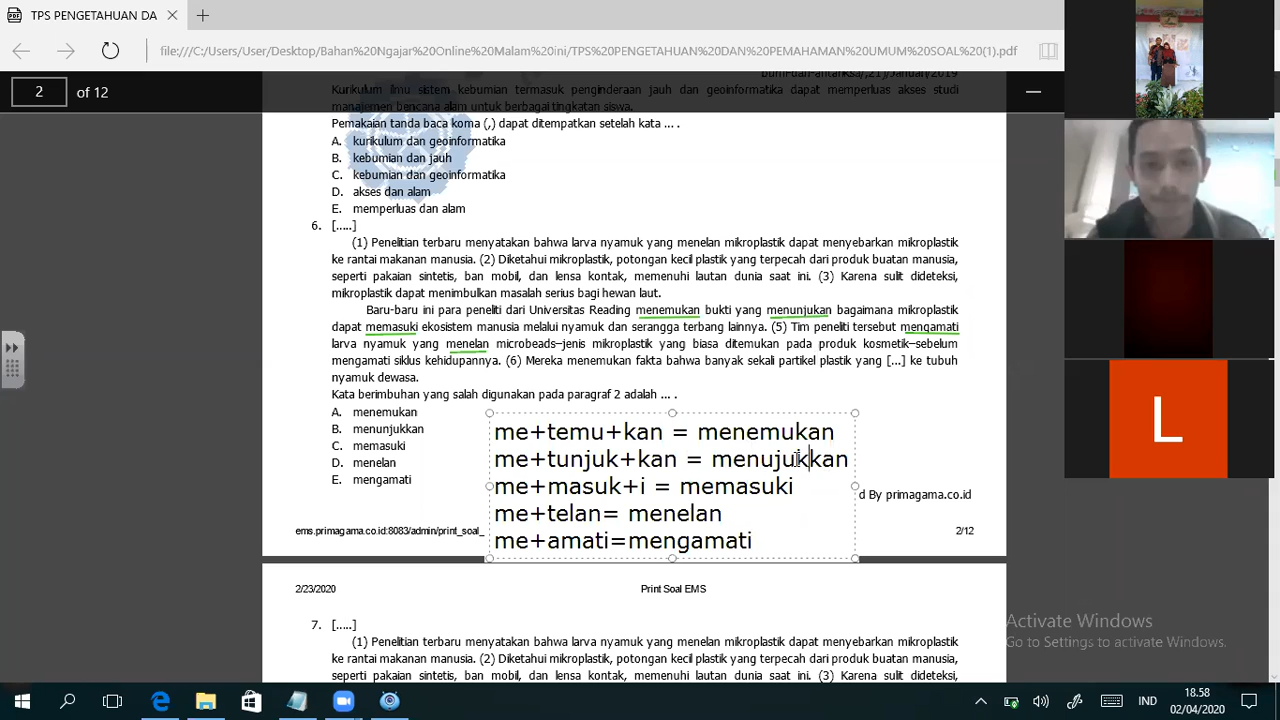 TPS PENGETAHUAN DA
file:///C:/Users/User/Desktop/Bahan%20Ngajar%20Online%20Malam%20ini/TPS%20PENGETAHUAN%20DAN%20PEMAHAMAN%20UMUM%20SOAL%20(1).pdf
2 of 12
Kurikulum ilmu sistem kebumian termasuk penginderaan jauh dan geoinformatika dapat memperluas akses studi
manajemen bencana alam untuk berbagai tingkatan siswa.
Pemakaian tanda baca koma (,) dapat ditempatkan setelah kata ... .
A. kurikulum dan geoinformatika
B. kebumian dan jauh
C. kebumian dan geoinformatika
D. akses dan alam
E. memperluas dan alam
6. [.....]
(1) Penelitian terbaru menyatakan bahwa larva nyamuk yang menelan mikroplastik dapat menyebarkan mikroplastik
ke rantai makanan manusia. (2) Diketahui mikroplastik, potongan kecil plastik yang terpecah dari produk buatan manusia,
seperti pakaian sintetis, ban mobil, dan lensa kontak, memenuhi lautan dunia saat ini. (3) Karena sulit dideteksi,
mikroplastik dapat menimbulkan masalah serius bagi hewan laut.
Baru-baru ini para peneliti dari Universitas Reading menemukan bukti yang menunjukan bagaimana mikroplastik
dapat memasuki ekosistem manusia melalui nyamuk dan serangga terbang lainnya. (5) Tim peneliti tersebut mengamati
larva nyamuk yang menelan microbeads–jenis mikroplastik yang biasa ditemukan pada produk kosmetik–sebelum
mengamati siklus kehidupannya. (6) Mereka menemukan fakta bahwa banyak sekali partikel plastik yang [...] ke tubuh
nyamuk dewasa.
Kata berimbuhan yang salah digunakan pada paragraf 2 adalah ... .
A. menemukan
B. menunjukkan
C. memasuki
D. menelan
E. mengamati
me+temu+kan = menemukan
me+tunjuk+kan = menujukkan
me+masuk+i = memasuki
me+telan= menelan
me+amati=mengamati
d By primagama.co.id
ems.primagama.co.id:8083/admin/print_soal_
2/12
2/23/2020
Print Soal EMS
7. [.....]
(1) Penelitian terbaru menyatakan bahwa larva nyamuk yang menelan mikroplastik dapat menyebarkan mikroplastik
ke rantai makanan manusia. (2) Diketahui mikroplastik, potongan kecil plastik yang terpecah dari produk buatan manusia,
seperti pakaian sintetis, ban mobil, dan lensa kontak, memenuhi lautan dunia saat ini. (3) Karena sulit dideteksi,
L
Activate Windows
Go to Settings to activate Windows.
IND
18.58
02/04/2020